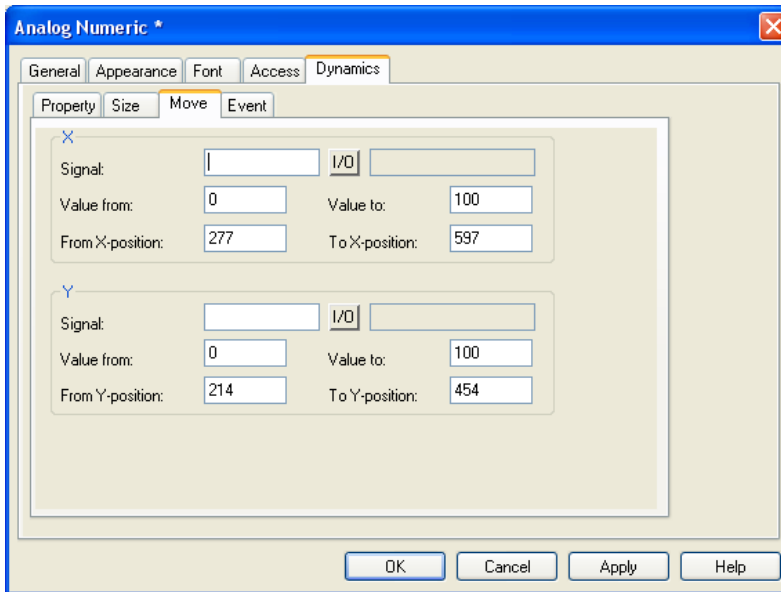 Analog Numeric *
General Appearance Font Access Dynamics
Property Size Move Event
X
Signal: I/O
Value from: 0 Value to: 100
From X-position: 277 To X-position: 597
Y
Signal: I/O
Value from: 0 Value to: 100
From Y-position: 214 To Y-position: 454
OK Cancel Apply Help